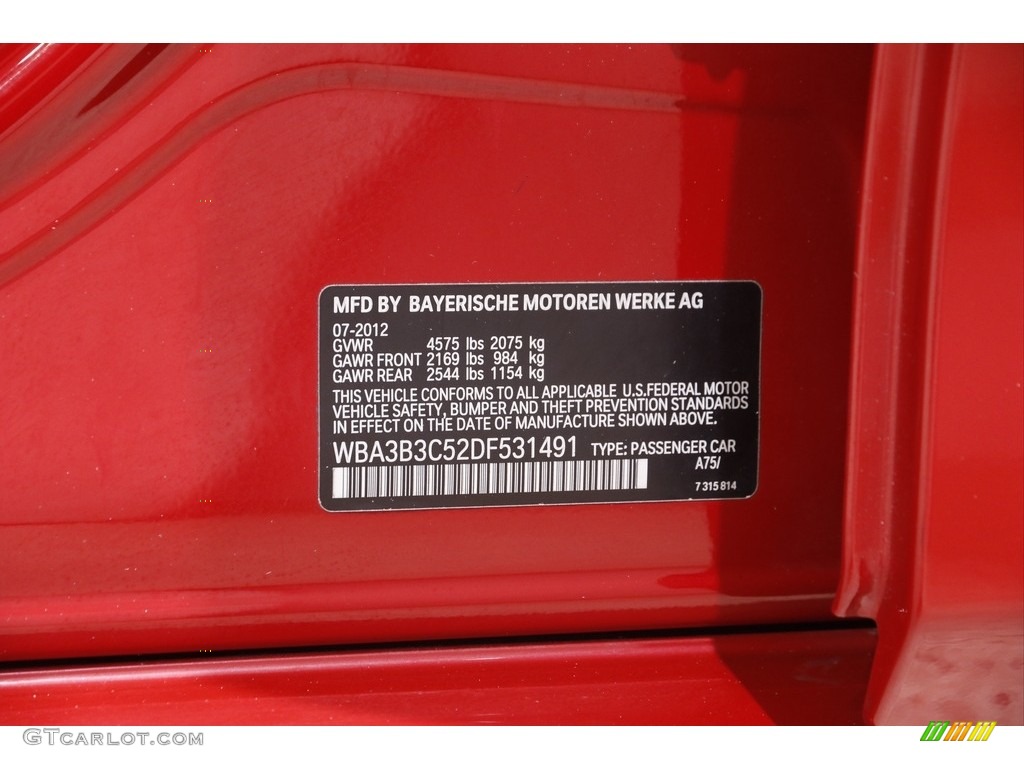 MFD BY BAYERISCHE MOTOREN WERKE AG
07-2012
GVWR 4575 lbs 2075 kg
GAWR FRONT 2169 lbs 984 kg
GAWR REAR 2544 lbs 1154 kg
THIS VEHICLE CONFORMS TO ALL APPLICABLE U.S.FEDERAL MOTOR
VEHICLE SAFETY, BUMPER AND THEFT PREVENTION STANDARDS
IN EFFECT ON THE DATE OF MANUFACTURE SHOWN ABOVE.
WBA3B3C52DF531491 TYPE: PASSENGER CAR
A75/
7 315 814
GTCARLOT.COM